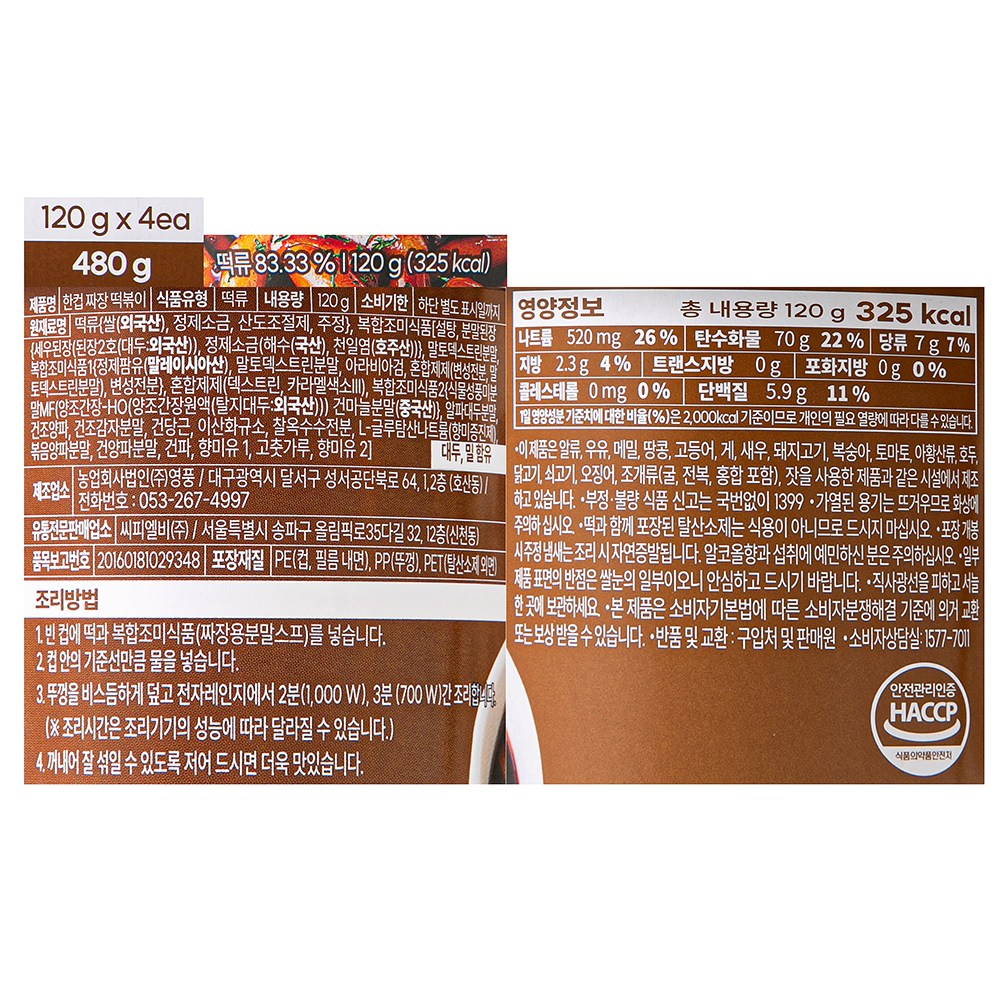 120 g x 4ea
480 g
떡류 83.33 % | 120 g (325 kcal)
제품명 한컵 짜장 떡볶이 식품유형 떡류 내용량 120 g 소비기한 하단 별도 표시일까지
원재료명 떡류{쌀(외국산), 정제소금, 산도조절제, 주정}, 복합조미식품[설탕, 분말된장
{새우된장(된장2호(대두:외국산)), 정제소금(해수(국산) 천일염(호주산))}, 말토덱스트린분말,
복합조미식품1{정제팜유(말레이시아산), 말토덱스트린분말, 아라비아검, 혼합제제(변성전분, 말
토덱스트린분말), 변성전분}, 혼합제제(덱스트린, 카라멜색소III), 복합조미식품2{식물성풍미분
말MF(양조간장-HO(양조간장원액(탈지대두:외국산))) 건마늘분말(중국산)}, 알파대두분말,
건조양파, 건조감자분말, 건당근, 이산화규소, 찰옥수수전분, L-글루탐산나트륨(향미증진제),
볶음양파분말, 건양파분말, 건파, 향미유 1, 고춧가루, 향미유 2]
대두, 밀 함유
제조업소 농업회사법인(주)영풍 / 대구광역시 달서구 성서공단북로 64, 1,2층 (호산동) /
전화번호 : 053-267-4997
유통전문판매업소 씨피엘비(주) / 서울특별시 송파구 올림픽로35다길 32, 12층(신천동)
품목보고번호 20160181029348 포장재질 PE(컵, 필름 내면), PP(뚜껑), PET(탈산소제 외면)
조리방법
1. 빈 컵에 떡과 복합조미식품(짜장용분말스프)를 넣습니다.
2. 컵 안의 기준선만큼 물을 넣습니다.
3. 뚜껑을 비스듬하게 덮고 전자레인지에서 2분(1,000 W), 3분 (700 W)간 조리합니다.
(※ 조리시간은 조리기기의 성능에 따라 달라질 수 있습니다.)
4. 꺼내어 잘 섞일 수 있도록 저어 드시면 더욱 맛있습니다.
영양정보 총 내용량 120 g 325 kcal
나트륨 520 mg 26 % 탄수화물 70 g 22 % 당류 7 g 7 %
지방 2.3 g 4 % 트랜스지방 0 g 포화지방 0 g 0 %
콜레스테롤 0 mg 0 % 단백질 5.9 g 11 %
1일 영양성분 기준치에 대한 비율(%)은 2,000kcal 기준이므로 개인의 필요 열량에 따라 다를 수 있습니다.
•이 제품은 알류, 우유, 메밀, 땅콩, 고등어, 게, 새우, 돼지고기, 복숭아, 토마토, 아황산류, 호두,
닭고기, 쇠고기, 오징어, 조개류(굴, 전복, 홍합 포함), 잣을 사용한 제품과 같은 시설에서 제조
하고 있습니다. •부정·불량 식품 신고는 국번없이 1399 •가열된 용기는 뜨거우므로 화상에
주의하십시오. •떡과 함께 포장된 탈산소제는 식용이 아니므로 드시지 마십시오. •포장 개봉
시 주정 냄새는 조리 시 자연증발됩니다. 알코올향과 섭취에 예민하신 분은 주의하십시오. •일부
제품 표면의 반점은 쌀눈의 일부이오니 안심하고 드시기 바랍니다. •직사광선을 피하고 서늘
한 곳에 보관하세요. •본 제품은 소비자기본법에 따른 소비자분쟁해결 기준에 의거 교환
또는 보상 받을 수 있습니다. •반품 및 교환 : 구입처 및 판매원 •소비자상담실: 1577-7011
안전관리인증
HACCP
식품의약품안전처